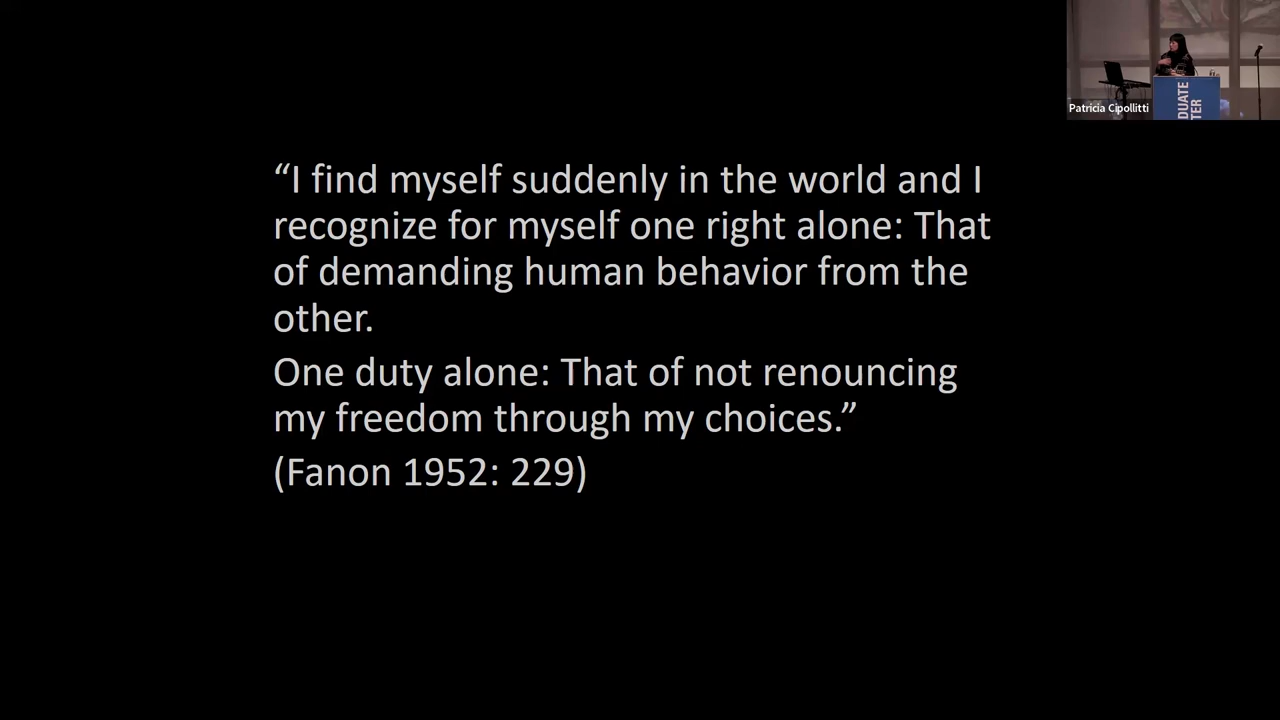 “I find myself suddenly in the world and I
recognize for myself one right alone: That
of demanding human behavior from the
other.
One duty alone: That of not renouncing
my freedom through my choices.”
(Fanon 1952: 229)
Patricia Cipollitti
DUATE
TER